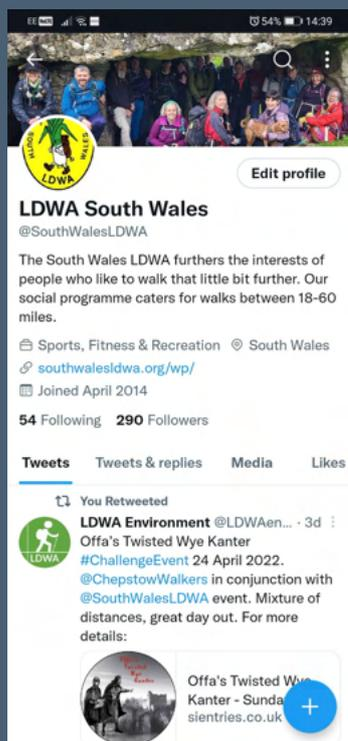 EE 54% 14:39
SOUTH WALES
LDWA
Edit profile
LDWA South Wales
@SouthWalesLDWA
The South Wales LDWA furthers the interests of
people who like to walk that little bit further. Our
social programme caters for walks between 18-60
miles.
Sports, Fitness & Recreation South Wales
southwalesldwa.org/wp/
Joined April 2014
54 Following 290 Followers
Tweets Tweets & replies Media Likes
You Retweeted
LDWA Environment @LDWAen... · 3d
LDWA
Offa's Twisted Wye Kanter
#ChallengeEvent 24 April 2022.
@ChepstowWalkers in conjunction with
@SouthWalesLDWA event. Mixture of
distances, great day out. For more
details:
Offa's Twisted Wye
Kanter - Sunda
sientries.co.uk